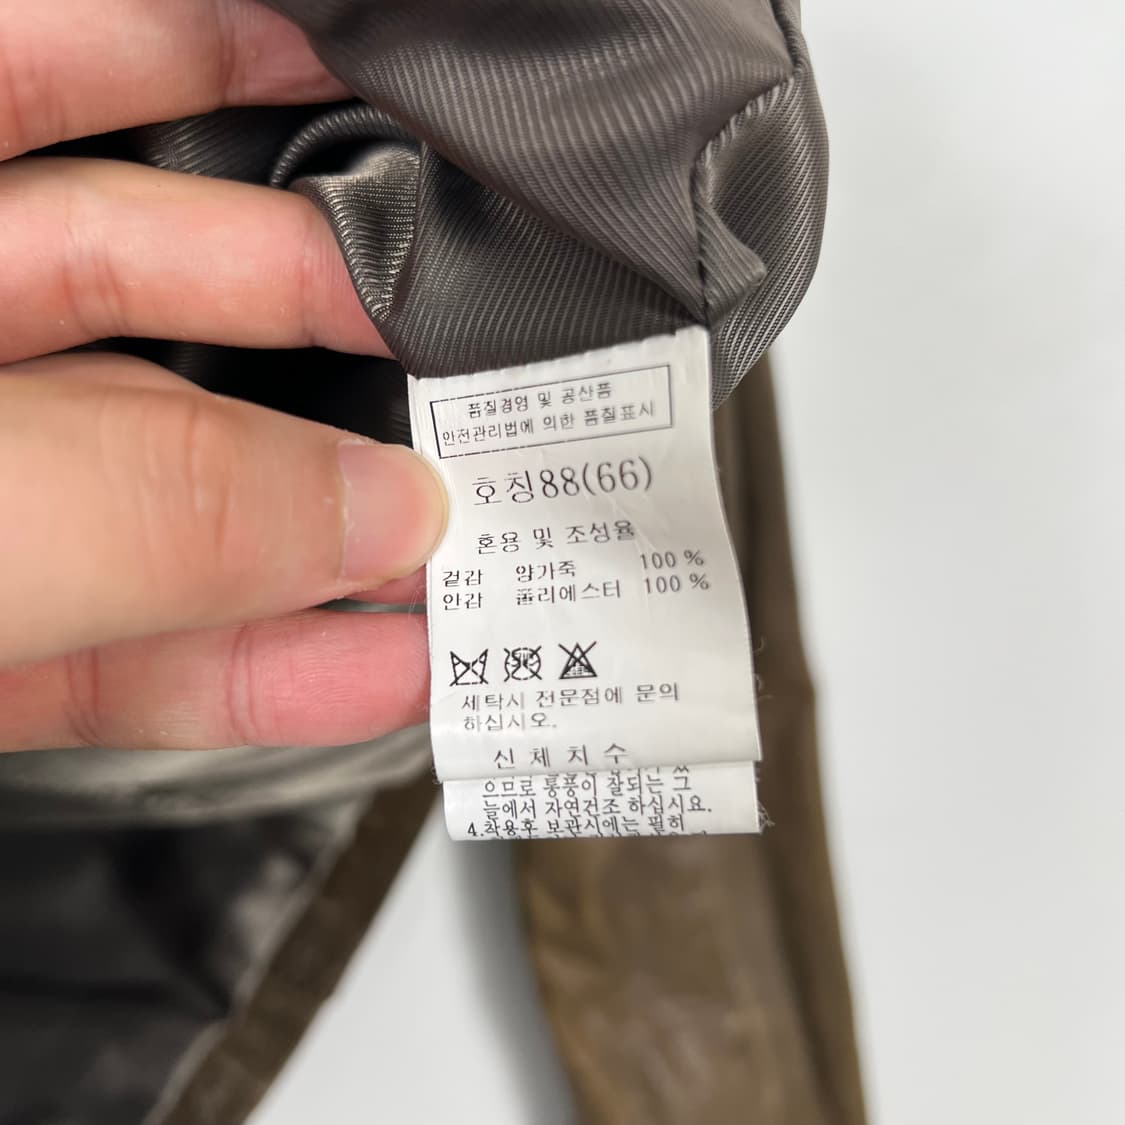 품질경영 및 공산품
안전관리법에 의한 품질표시
호칭88(66)
혼용 및 조성율
겉감 양가죽 100 %
안감 폴리에스터 100 %
세탁시 전문점에 문의
하십시오.
신 체 치 수
으므로 통풍이 잘되는 그
늘에서 자연건조 하십시요.
4.착용후 보관시에는 필히